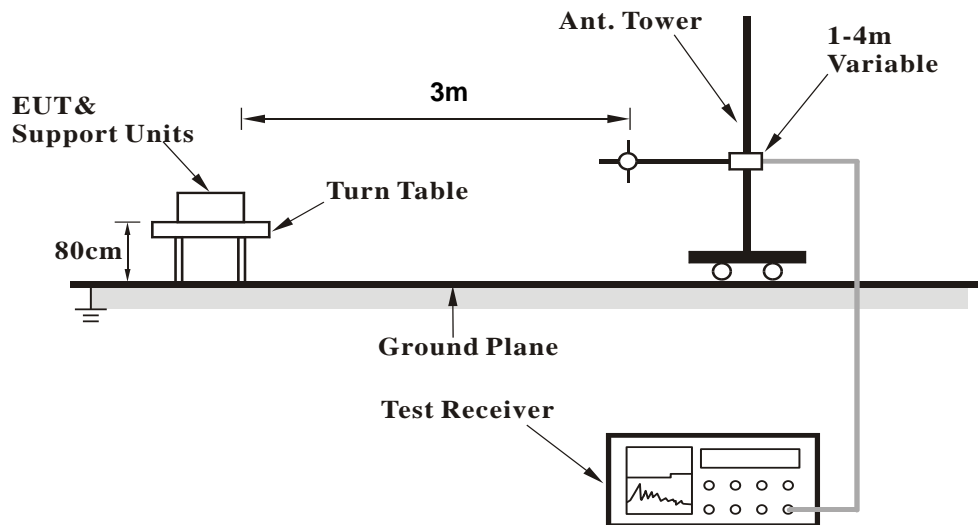 Ant. Tower
1-4m
Variable
3m
EUT&
Support Units
Turn Table
80cm
Ground Plane
Test Receiver